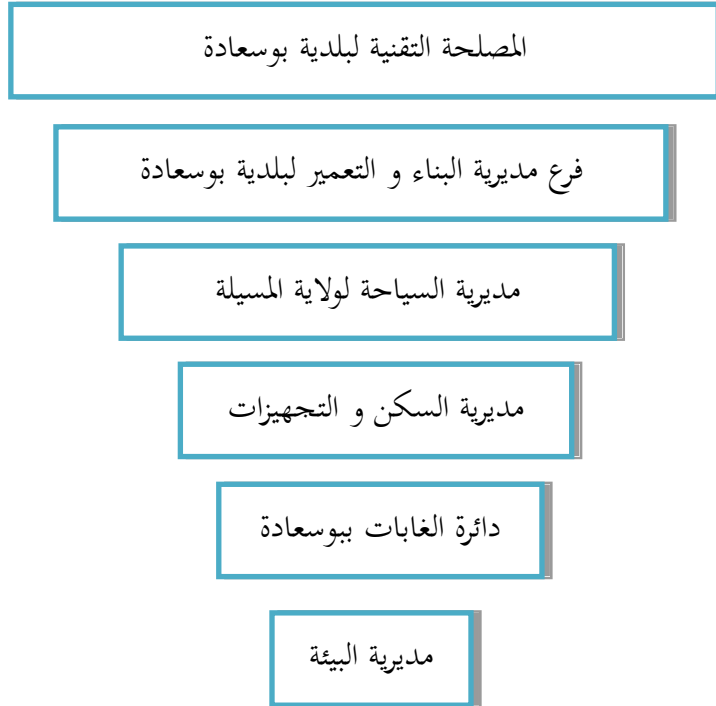 المصلحة التقنية لبلدية بوسعادة
فرع مديرية البناء و التعمير لبلدية بوسعادة
مديرية السياحة لولاية المسيلة
مديرية السكن و التجهيزات
دائرة الغابات ببوسعادة
مديرية البيئة